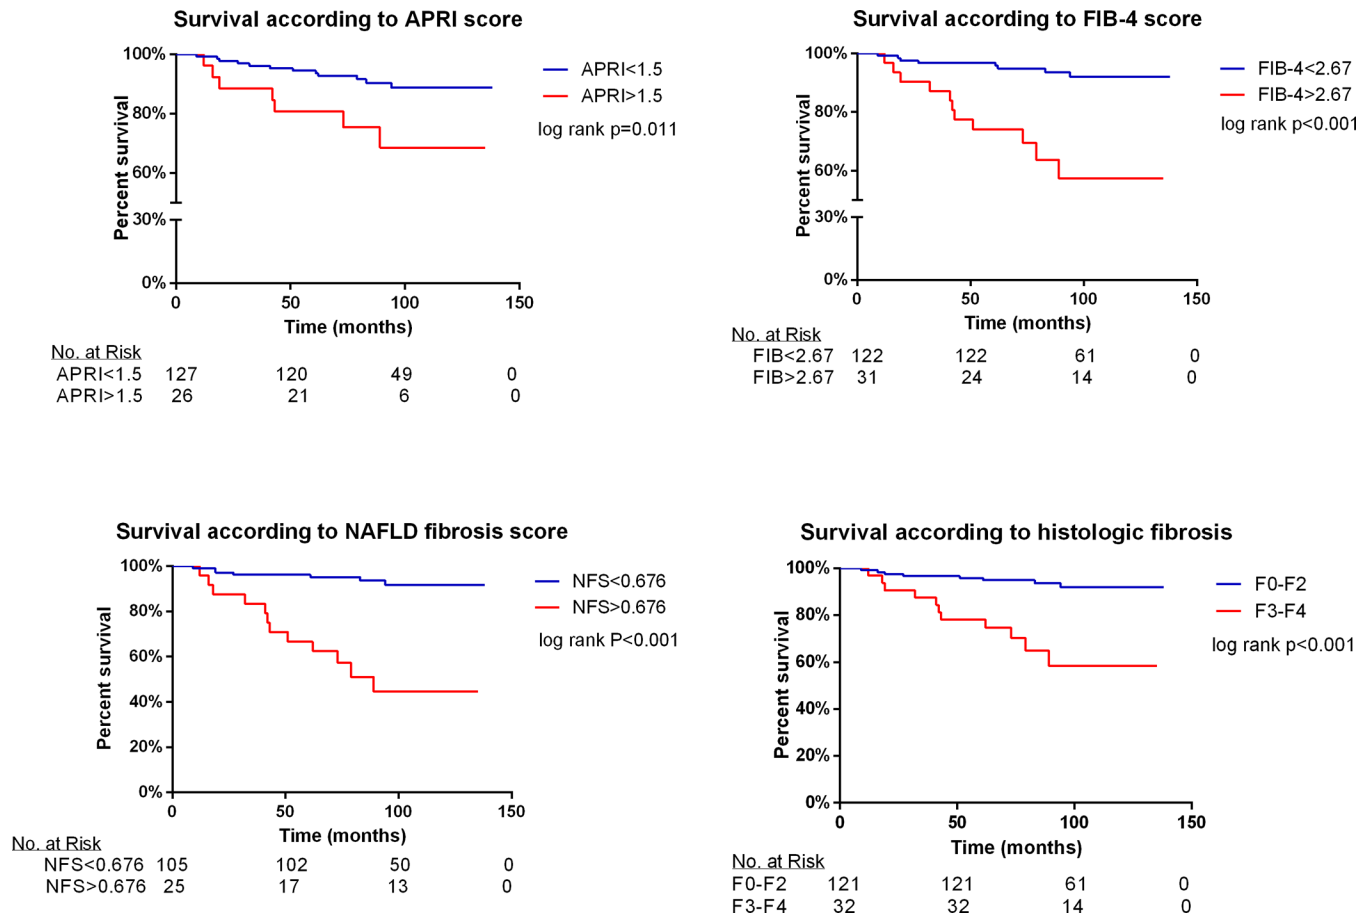 Survival according to APRI score
100%
80%
60%
30%
0%
Percent survival
0 50 100 150
Time (months)
APRI<1.5
APRI>1.5
log rank p=0.011
No. at Risk
APRI<1.5 127 120 49 0
APRI>1.5 26 21 6 0
Survival according to FIB-4 score
100%
80%
60%
30%
0%
Percent survival
0 50 100 150
Time (months)
FIB-4<2.67
FIB-4>2.67
log rank p<0.001
No. at Risk
FIB<2.67 122 122 61 0
FIB>2.67 31 24 14 0
Survival according to NAFLD fibrosis score
100%
80%
60%
40%
20%
0%
Percent survival
0 50 100 150
Time (months)
NFS<0.676
NFS>0.676
log rank P<0.001
No. at Risk
NFS<0.676 105 102 50 0
NFS>0.676 25 17 13 0
Survival according to histologic fibrosis
100%
80%
60%
40%
20%
0%
Percent survival
0 50 100 150
Time (months)
F0-F2
F3-F4
log rank p<0.001
No. at Risk
F0-F2 121 121 61 0
F3-F4 32 32 14 0